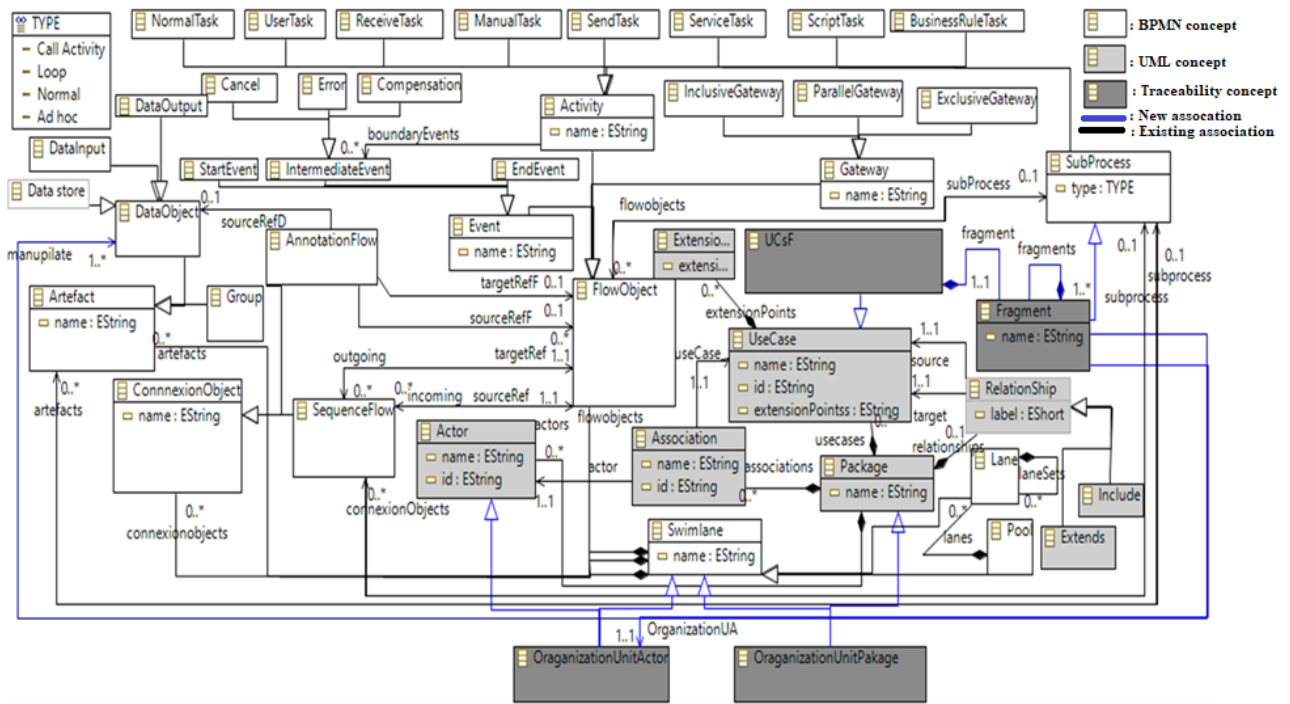 TYPE
Call Activity
Loop
Normal
Ad hoc
NormalTask
UserTask
ReceiveTask
ManualTask
SendTask
ServiceTask
ScriptTask
BusinessRuleTask
: BPMN concept
: UML concept
: Traceability concept
: New assocation
: Existing association
Cancel
Error
Compensation
DataOutput
Activity
name : EString
InclusiveGateway
ParallelGateway
ExclusiveGateway
boundaryEvents
0..*
DataInput
StartEvent
IntermediateEvent
EndEvent
Gateway
name : EString
SubProcess
type : TYPE
subProcess
0..1
Data store
DataObject
0..1
sourceRefD
AnnotationFlow
Event
name : EString
flowobjects
0..*
Extensio...
extensi...
UCsF
fragment
1..1
fragments
1..*
0..1
0..1
subprocess
subprocess
manupilate
1..*
Artefact
name : EString
Group
targetRefF
0..1
FlowObject
sourceRefF
0..1
0..*
extensionPoints
0..*
Fragment
name : EString
0..*
artefacts
outgoing
0..*
targetRef
1..1
useCase
1..1
UseCase
name : EString
id : EString
extensionPointss : EString
1..1
source
1..1
target
RelationShip
label : EShort
0..*
artefacts
ConnnexionObject
name : EString
SequenceFlow
0..*
incoming
sourceRef
1..1
flowobjects
actors
0..*
Actor
name : EString
id : EString
actor
1..1
Association
name : EString
id : EString
associations
0..*
usecases
0..*
Package
name : EString
relationships
0..1
Lane
laneSets
0..*
0..*
lanes
Include
Extends
Pool
0..*
connexionObjects
0..*
connexionobjects
Swimlane
name : EString
OrganizationUA
1..1
OraganizationUnitActor
OraganizationUnitPakage